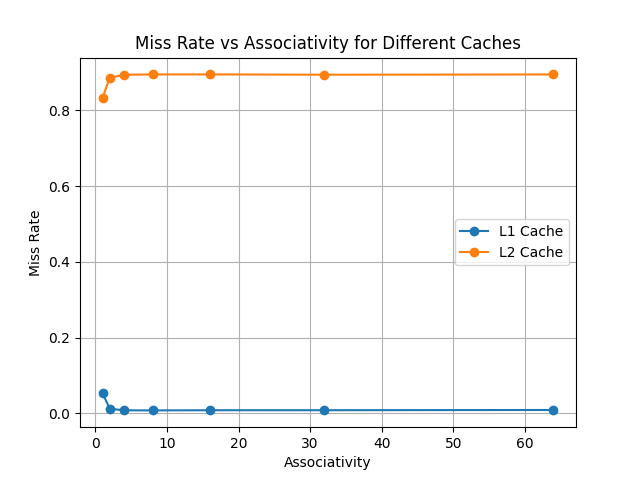 Miss Rate vs Associativity for Different Caches
Miss Rate
0.8
0.6
0.4
0.2
0.0
L1 Cache
L2 Cache
0 10 20 30 40 50 60
Associativity